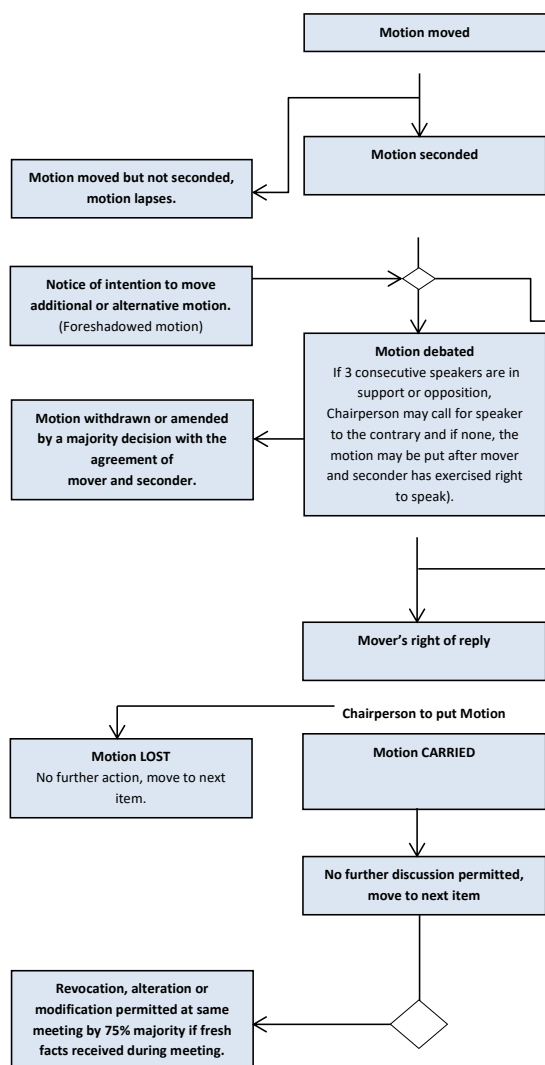 Motion moved
Motion seconded
Motion moved but not seconded,
motion lapses.
Notice of intention to move
additional or alternative motion.
(Foreshadowed motion)
Motion debated
If 3 consecutive speakers are in
support or opposition,
Chairperson may call for speaker
to the contrary and if none, the
motion may be put after mover
and seconder has exercised right
to speak).
Motion withdrawn or amended
by a majority decision with the
agreement of
mover and seconder.
Mover’s right of reply
Chairperson to put Motion
Motion LOST
No further action, move to next
item.
Motion CARRIED
No further discussion permitted,
move to next item
Revocation, alteration or
modification permitted at same
meeting by 75% majority if fresh
facts received during meeting.